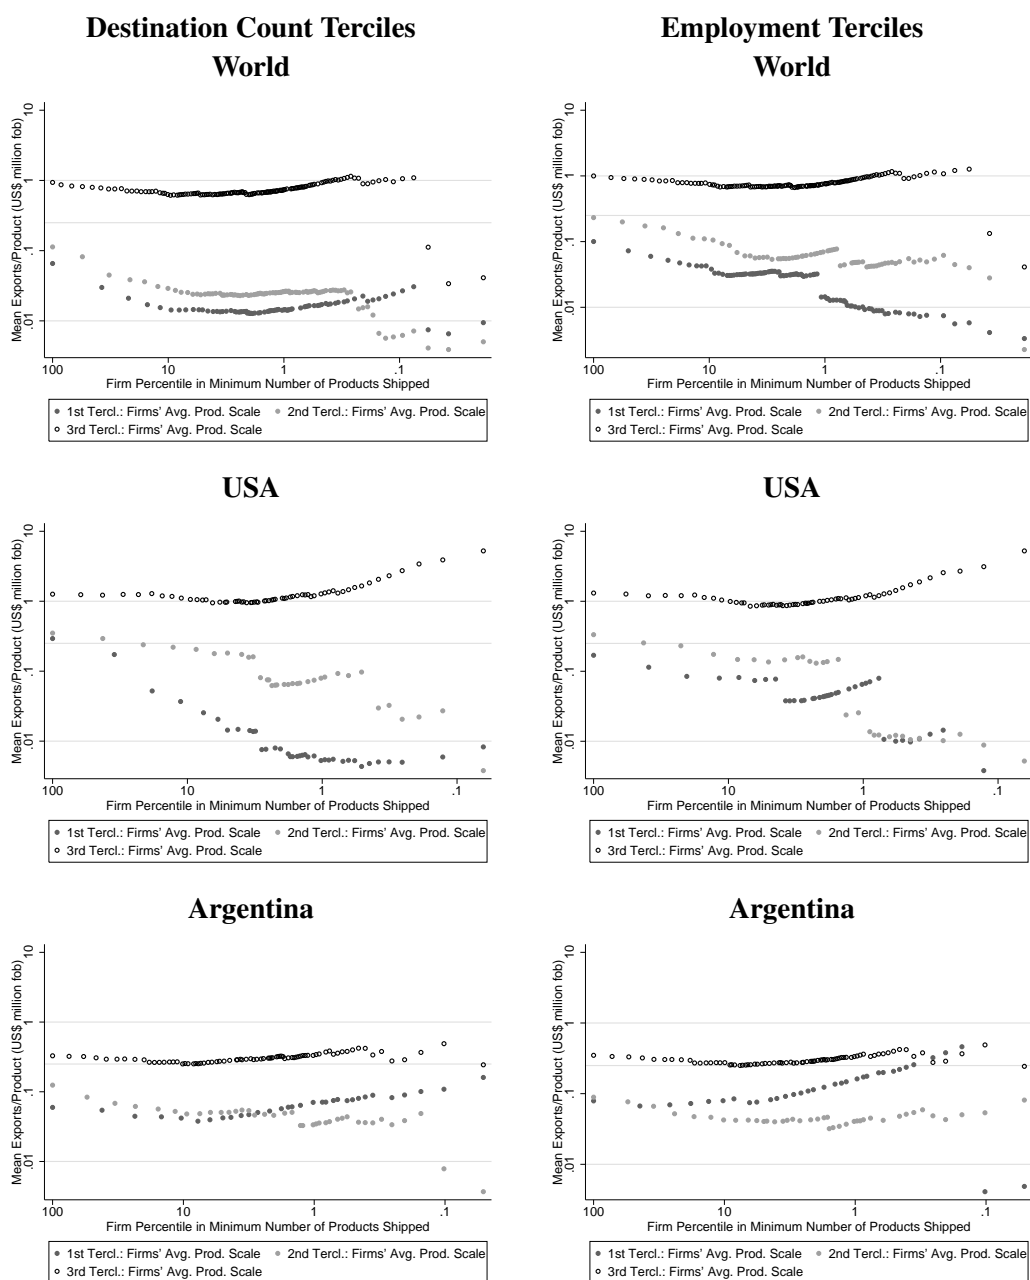 Destination Count Terciles
World
Mean Exports/Product (US$ million fob)
10
1
.1
.01
100 10 1 .1
Firm Percentile in Minimum Number of Products Shipped
1st Tercl.: Firms' Avg. Prod. Scale 2nd Tercl.: Firms' Avg. Prod. Scale
3rd Tercl.: Firms' Avg. Prod. Scale
Employment Terciles
World
Mean Exports/Product (US$ million fob)
10
1
.1
.01
100 10 1 .1
Firm Percentile in Minimum Number of Products Shipped
1st Tercl.: Firms' Avg. Prod. Scale 2nd Tercl.: Firms' Avg. Prod. Scale
3rd Tercl.: Firms' Avg. Prod. Scale
USA
Mean Exports/Product (US$ million fob)
10
1
.1
.01
100 10 1 .1
Firm Percentile in Minimum Number of Products Shipped
1st Tercl.: Firms' Avg. Prod. Scale 2nd Tercl.: Firms' Avg. Prod. Scale
3rd Tercl.: Firms' Avg. Prod. Scale
USA
Mean Exports/Product (US$ million fob)
10
1
.1
.01
100 10 1 .1
Firm Percentile in Minimum Number of Products Shipped
1st Tercl.: Firms' Avg. Prod. Scale 2nd Tercl.: Firms' Avg. Prod. Scale
3rd Tercl.: Firms' Avg. Prod. Scale
Argentina
Mean Exports/Product (US$ million fob)
10
1
.1
.01
100 10 1 .1
Firm Percentile in Minimum Number of Products Shipped
1st Tercl.: Firms' Avg. Prod. Scale 2nd Tercl.: Firms' Avg. Prod. Scale
3rd Tercl.: Firms' Avg. Prod. Scale
Argentina
Mean Exports/Product (US$ million fob)
10
1
.1
.01
100 10 1 .1
Firm Percentile in Minimum Number of Products Shipped
1st Tercl.: Firms' Avg. Prod. Scale 2nd Tercl.: Firms' Avg. Prod. Scale
3rd Tercl.: Firms' Avg. Prod. Scale